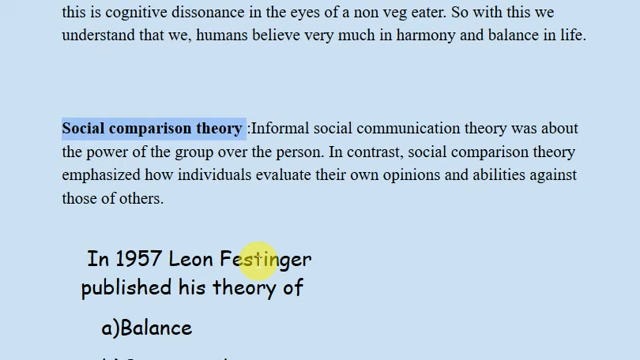 this is cognitive dissonance in the eyes of a non veg eater. So with this we
understand that we, humans believe very much in harmony and balance in life.
Social comparison theory :Informal social communication theory was about
the power of the group over the person. In contrast, social comparison theory
emphasized how individuals evaluate their own opinions and abilities against
those of others.
In 1957 Leon Festinger
published his theory of
a)Balance